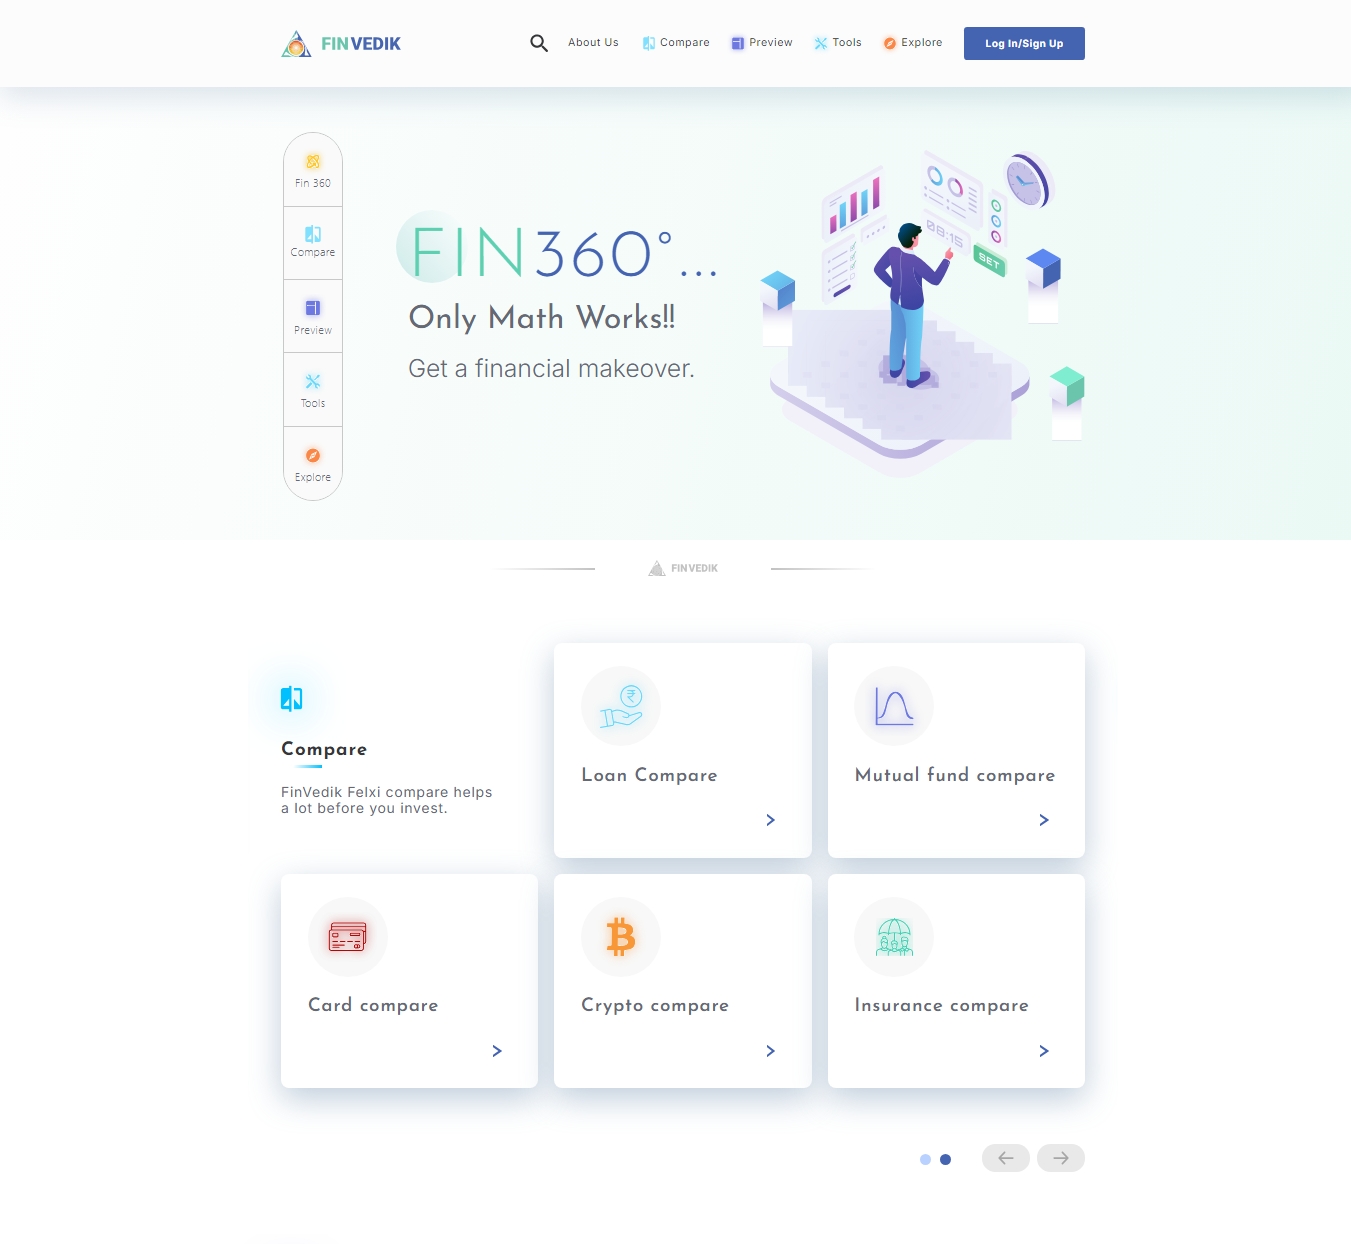 FINVEDIK
About Us
Compare
Preview
Tools
Explore
Log In/Sign Up
Fin 360
Compare
Preview
Tools
Explore
FIN360°...
Only Math Works!!
Get a financial makeover.
08:15
SET
FINVEDIK
Compare
FinVedik Felxi compare helps
a lot before you invest.
Loan Compare
>
Mutual fund compare
>
Card compare
>
Crypto compare
>
Insurance compare
>